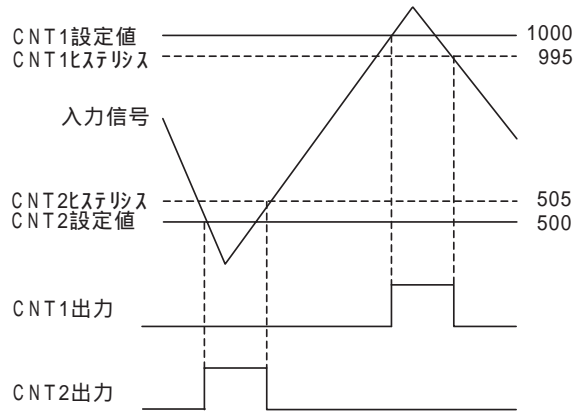 CNT1設定値 1000
CNT1ヒステリシス 995
入力信号
CNT2ヒステリシス 505
CNT2設定値 500
CNT1出力
CNT2出力